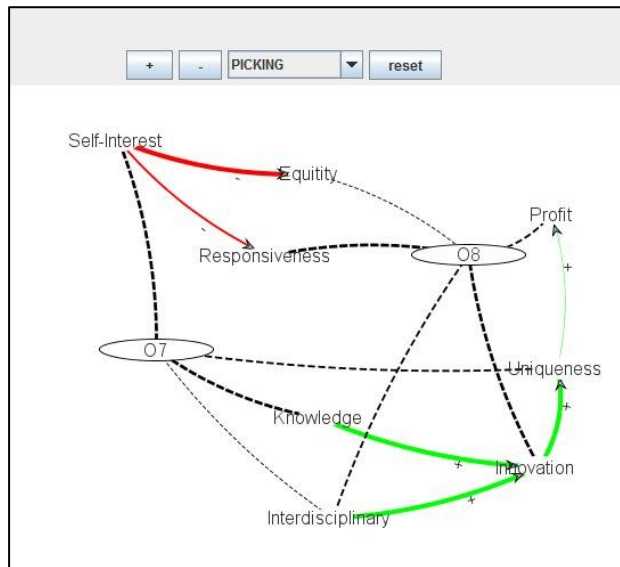 + - PICKING reset
Self-Interest
Equitity
-
Profit
-
Responsiveness
O8
+
O7
Uniqueness
+
Knowledge
+
Innovation
+
Interdisciplinary